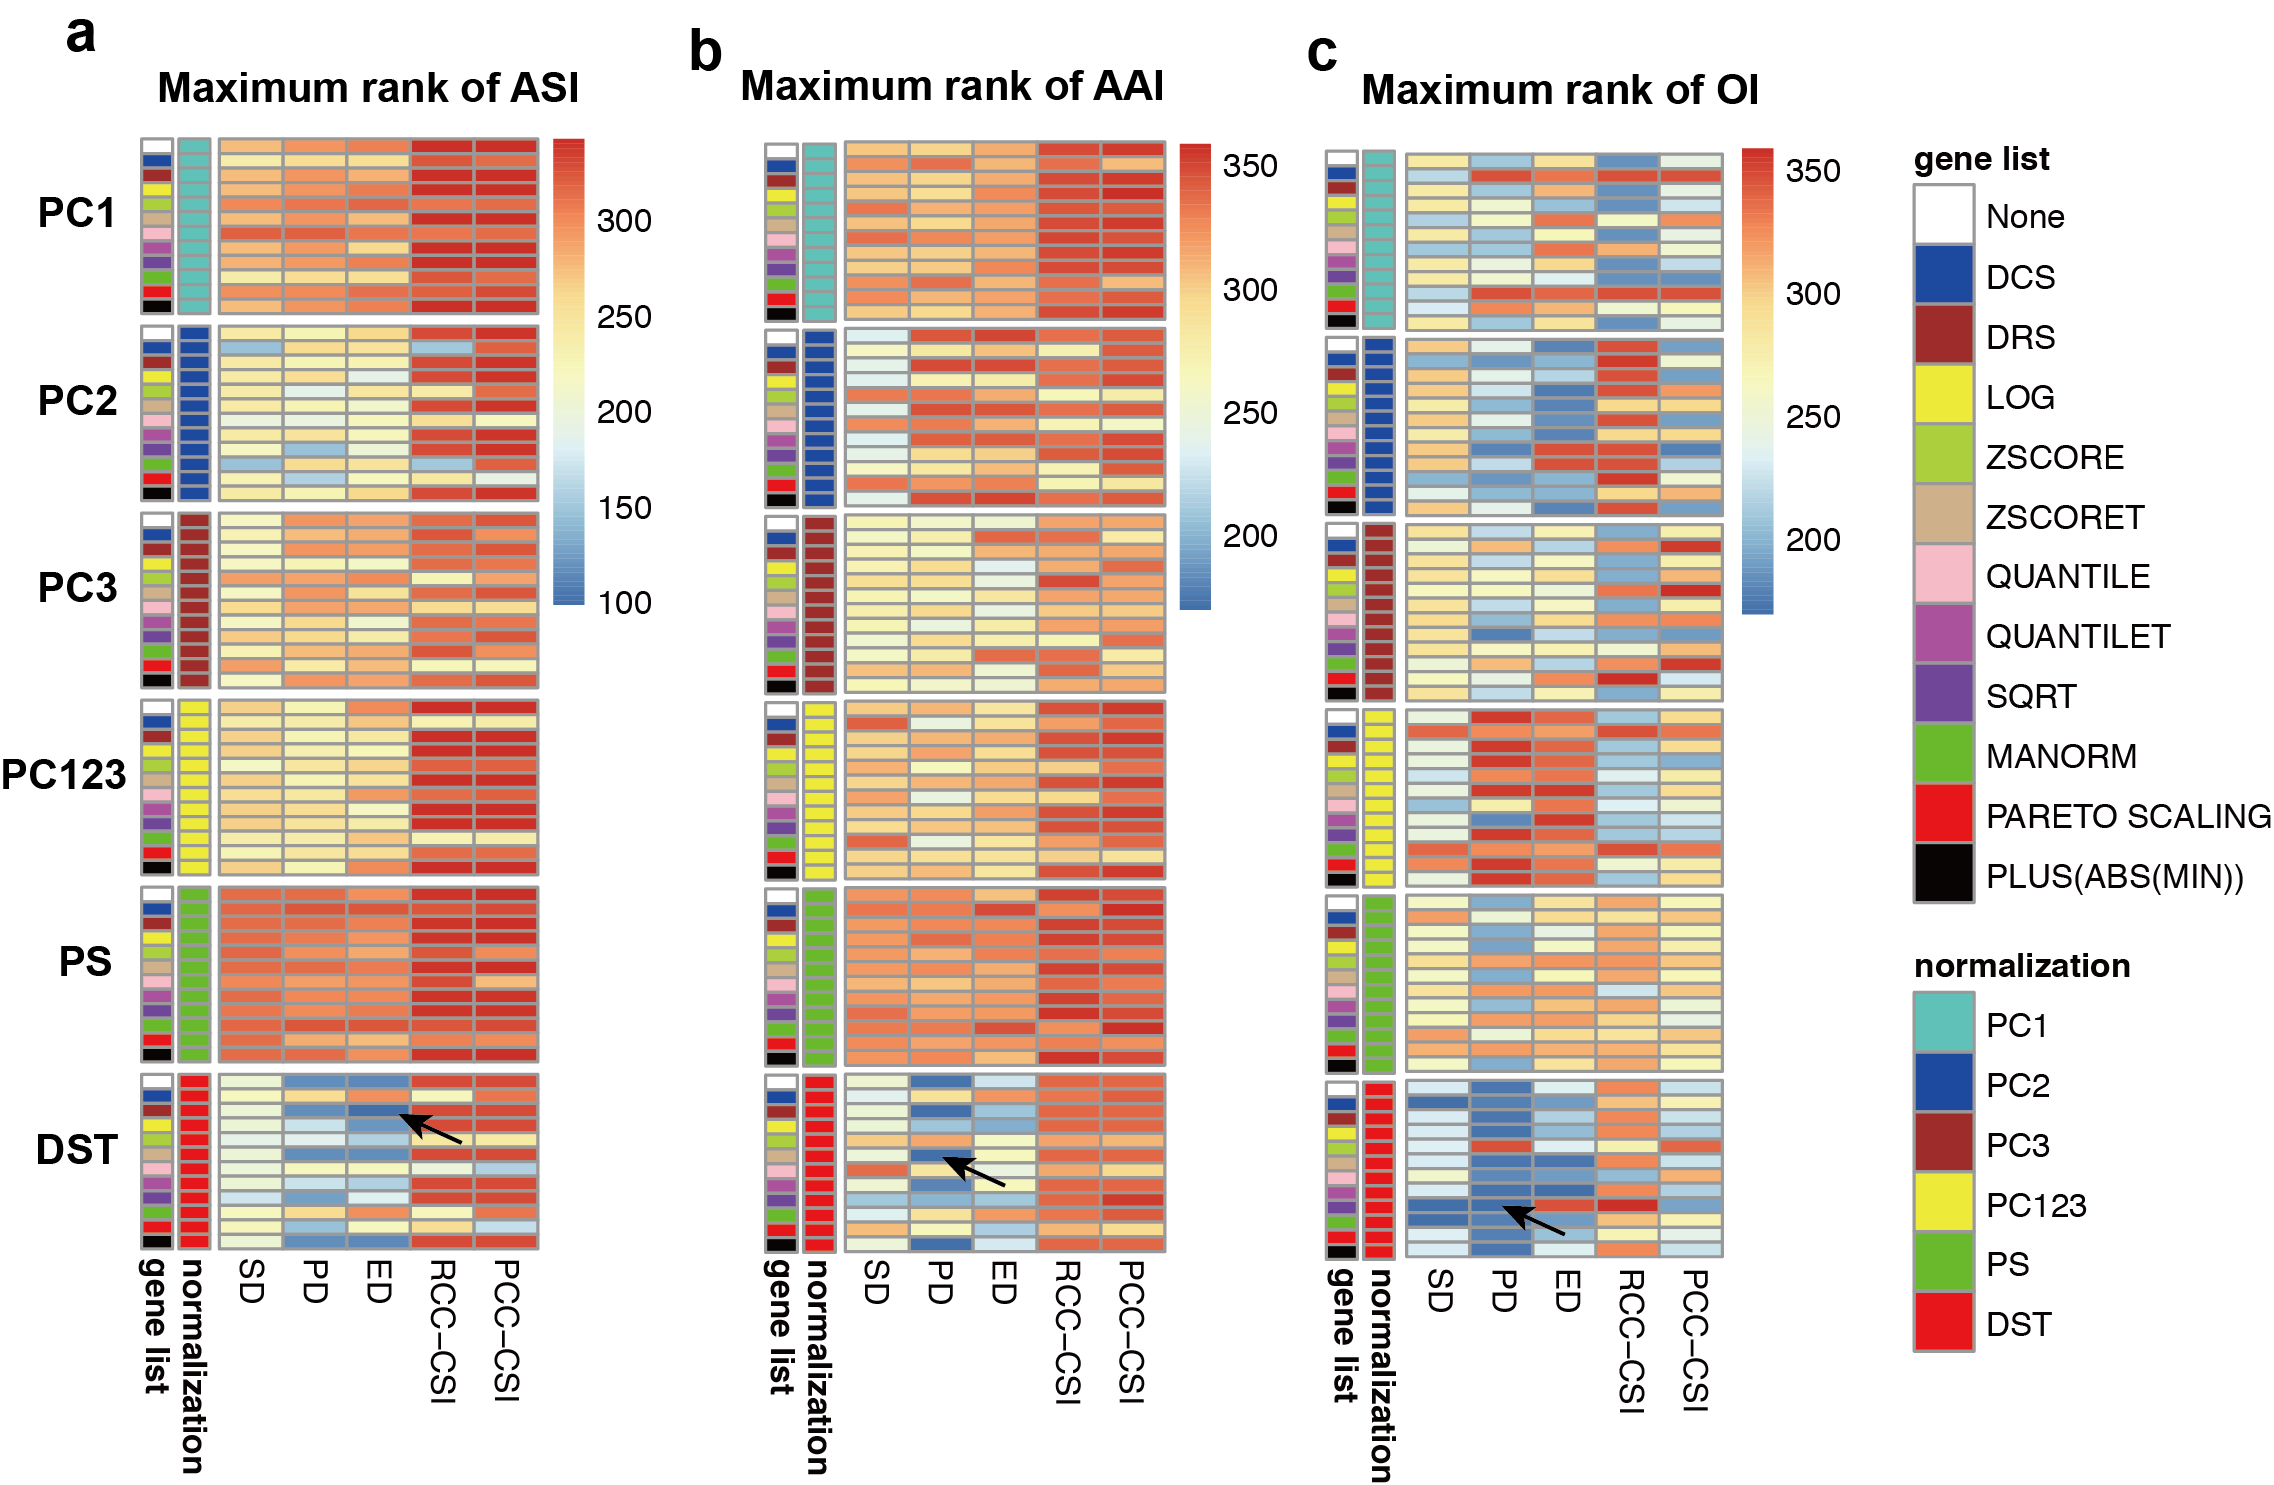 a
Maximum rank of ASI
PC1
PC2
PC3
PC123
PS
DST
300
250
200
150
100
gene list
normalization
SD
PD
ED
RCC–CSI
PCC–CSI
b
Maximum rank of AAI
350
300
250
200
gene list
normalization
SD
PD
ED
RCC–CSI
PCC–CSI
c
Maximum rank of OI
350
300
250
200
gene list
normalization
SD
PD
ED
RCC–CSI
PCC–CSI
gene list
None
DCS
DRS
LOG
ZSCORE
ZSCORET
QUANTILE
QUANTILET
SQRT
MANORM
PARETO SCALING
PLUS(ABS(MIN))
normalization
PC1
PC2
PC3
PC123
PS
DST